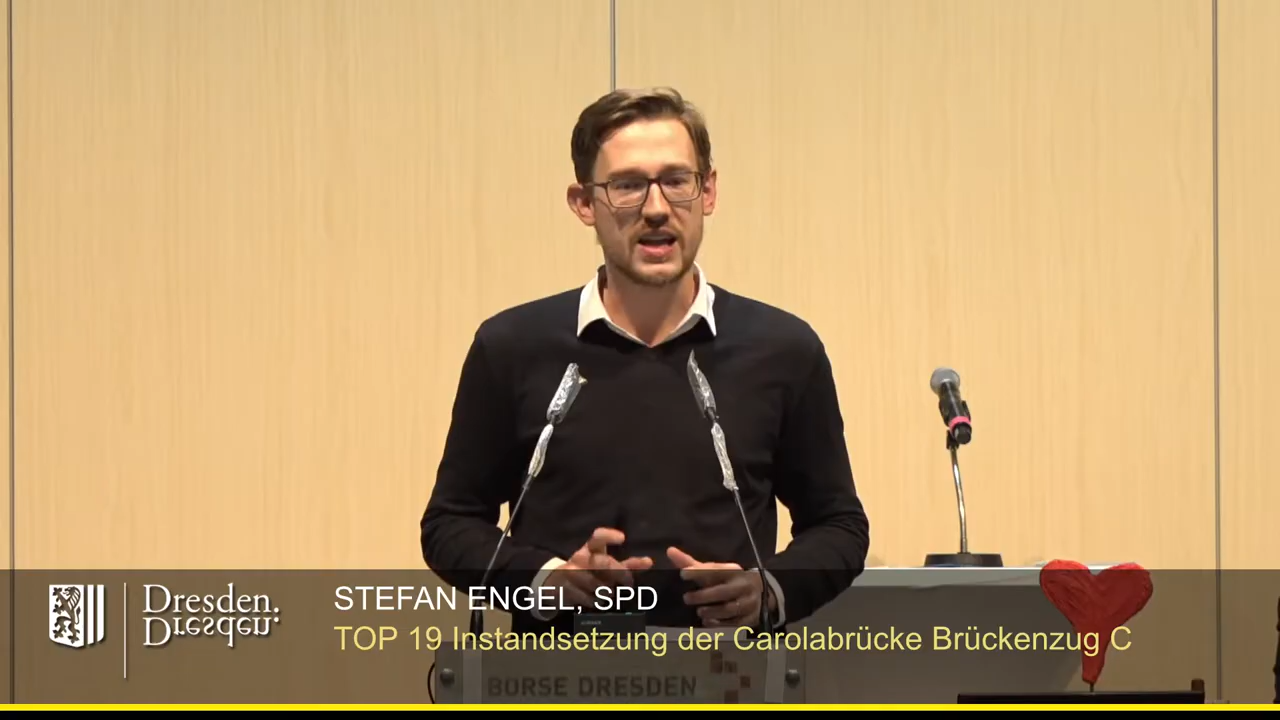 Dresden.
Dresden.
STEFAN ENGEL, SPD
TOP 19 Instandsetzung der Carolabrücke Brückenzug C
BÖRSE DRESDEN